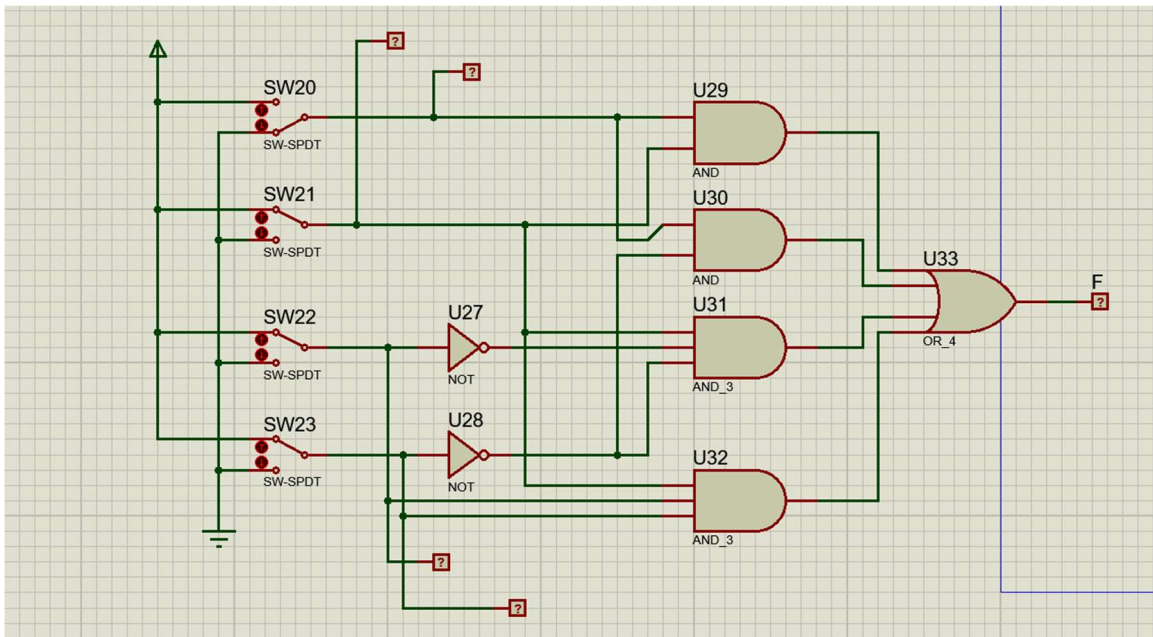 ?
?
SW20
SW-SPDT
U29
AND
SW21
SW-SPDT
U30
AND
U33
OR_4
F
?
SW22
SW-SPDT
U27
NOT
U31
AND_3
SW23
SW-SPDT
U28
NOT
U32
AND_3
?
?